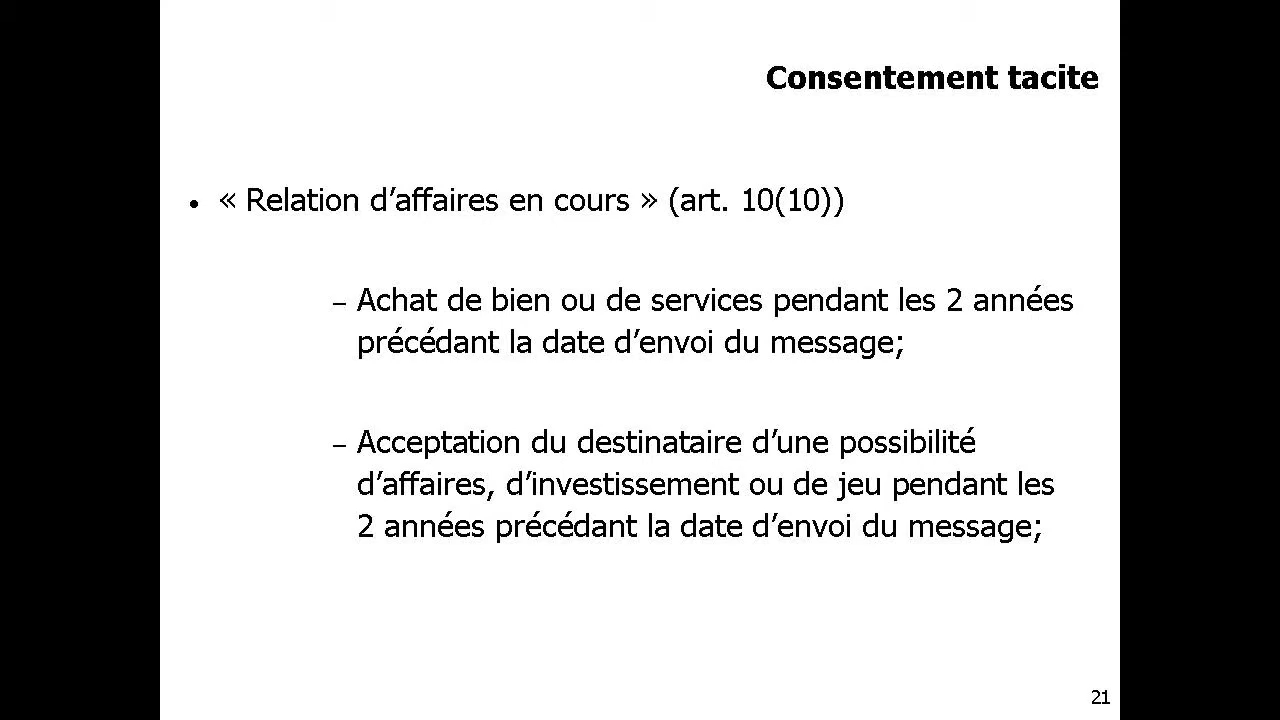 Consentement tacite
• « Relation d’affaires en cours » (art. 10(10))
– Achat de bien ou de services pendant les 2 années
précédant la date d’envoi du message;
– Acceptation du destinataire d’une possibilité
d’affaires, d’investissement ou de jeu pendant les
2 années précédant la date d’envoi du message;
21